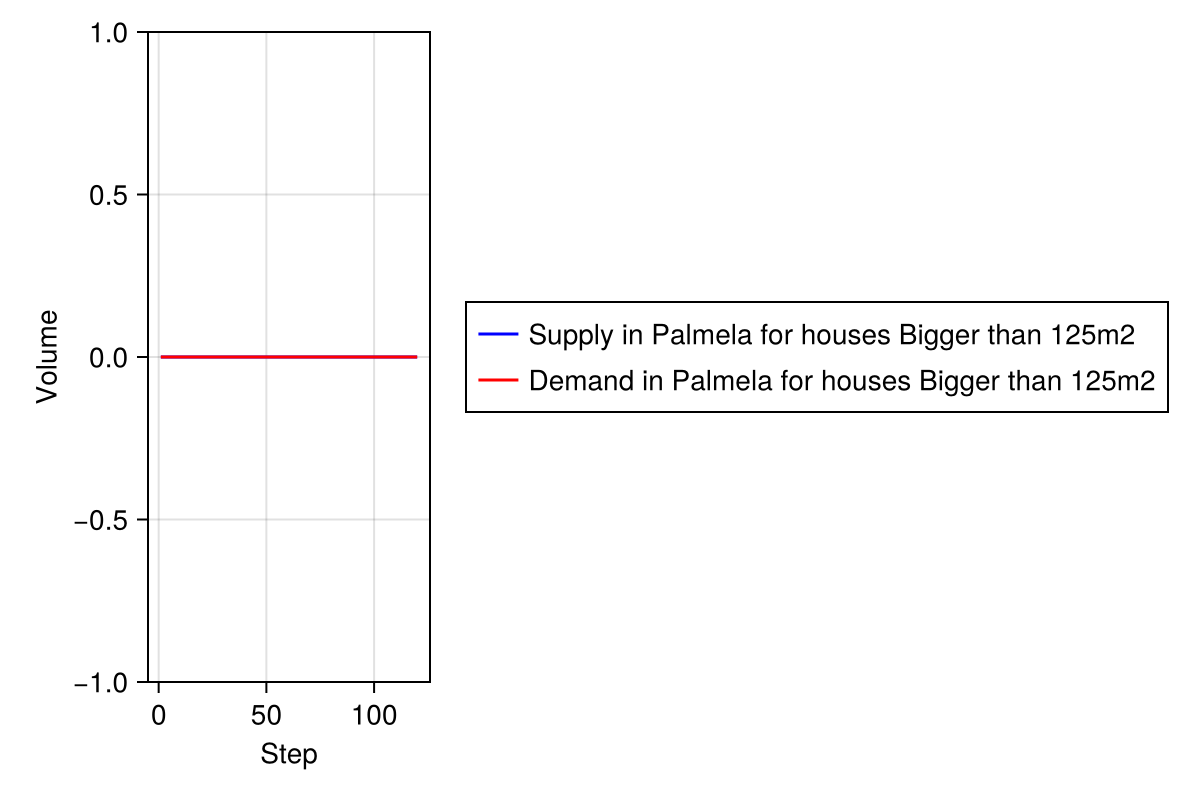 1.0
0.5
0.0
−0.5
−1.0
Volume
0 50 100
Step
Supply in Palmela for houses Bigger than 125m2
Demand in Palmela for houses Bigger than 125m2